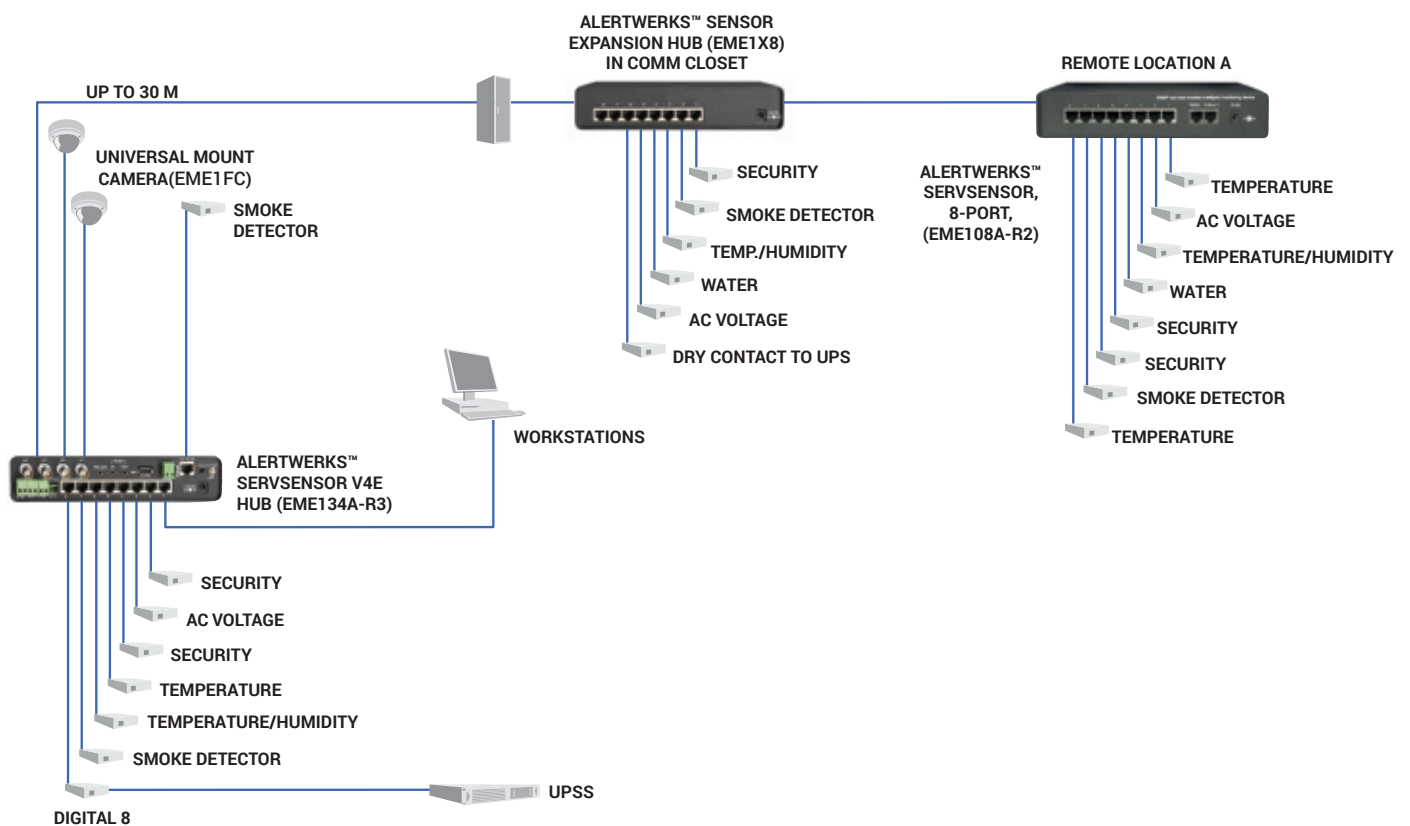 ALERTWERKS™ SENSOR
EXPANSION HUB (EME1X8)
IN COMM CLOSET
REMOTE LOCATION A
UP TO 30 M
UNIVERSAL MOUNT
CAMERA(EME1FC)
SMOKE
DETECTOR
SECURITY
SMOKE DETECTOR
TEMP./HUMIDITY
WATER
AC VOLTAGE
DRY CONTACT TO UPS
ALERTWERKS™
SERVSENSOR,
8-PORT,
(EME108A-R2)
TEMPERATURE
AC VOLTAGE
TEMPERATURE/HUMIDITY
WATER
SECURITY
SECURITY
SMOKE DETECTOR
TEMPERATURE
WORKSTATIONS
ALERTWERKS™
SERVSENSOR V4E
HUB (EME134A-R3)
SECURITY
AC VOLTAGE
SECURITY
TEMPERATURE
TEMPERATURE/HUMIDITY
SMOKE DETECTOR
UPSS
DIGITAL 8